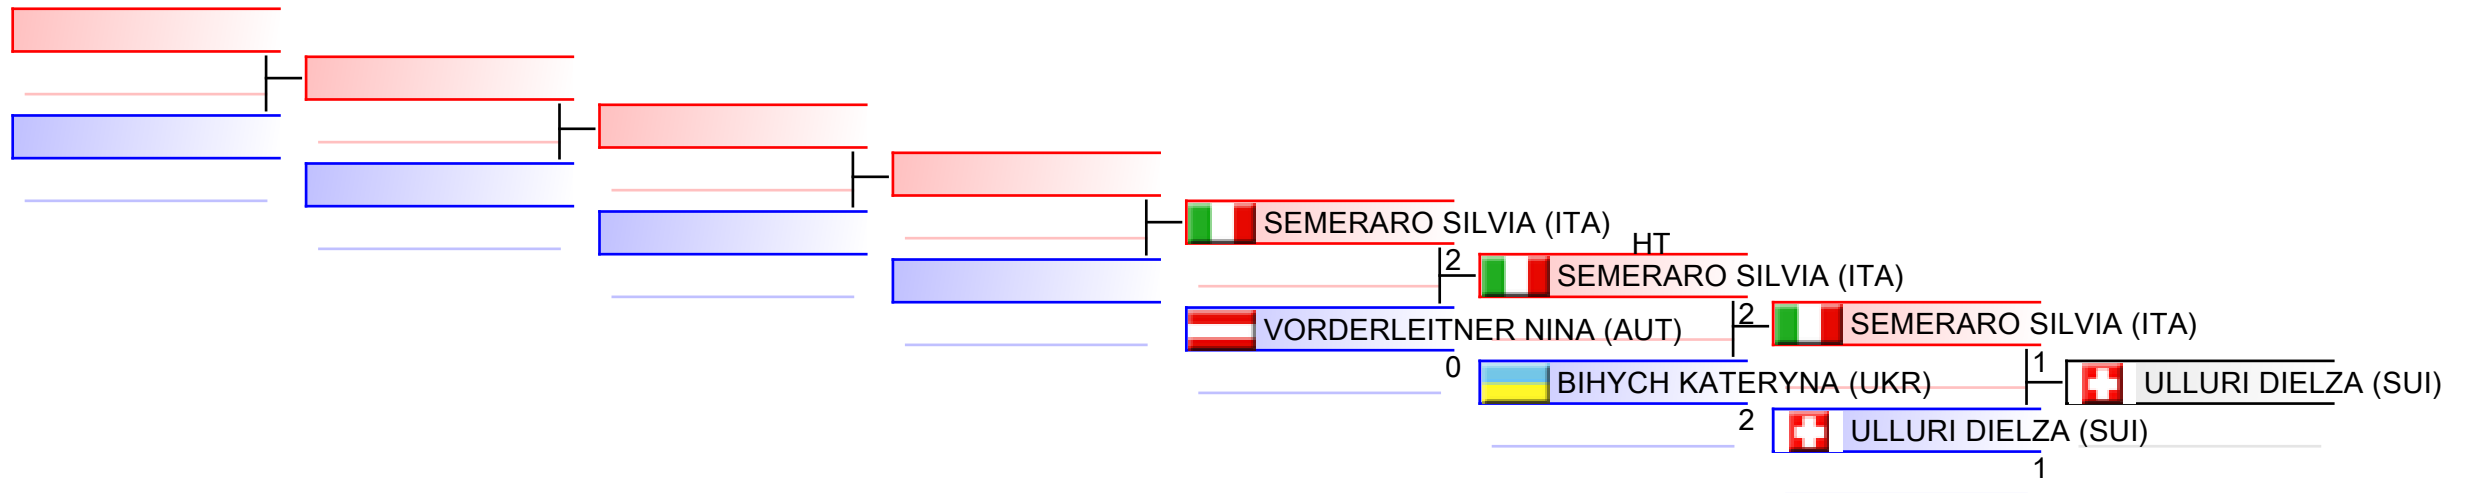 SEMERARO SILVIA (ITA)
HT
2
SEMERARO SILVIA (ITA)
VORDERLEITNER NINA (AUT)
2
SEMERARO SILVIA (ITA)
0
BIHYCH KATERYNA (UKR)
1
ULLURI DIELZA (SUI)
2
ULLURI DIELZA (SUI)
1